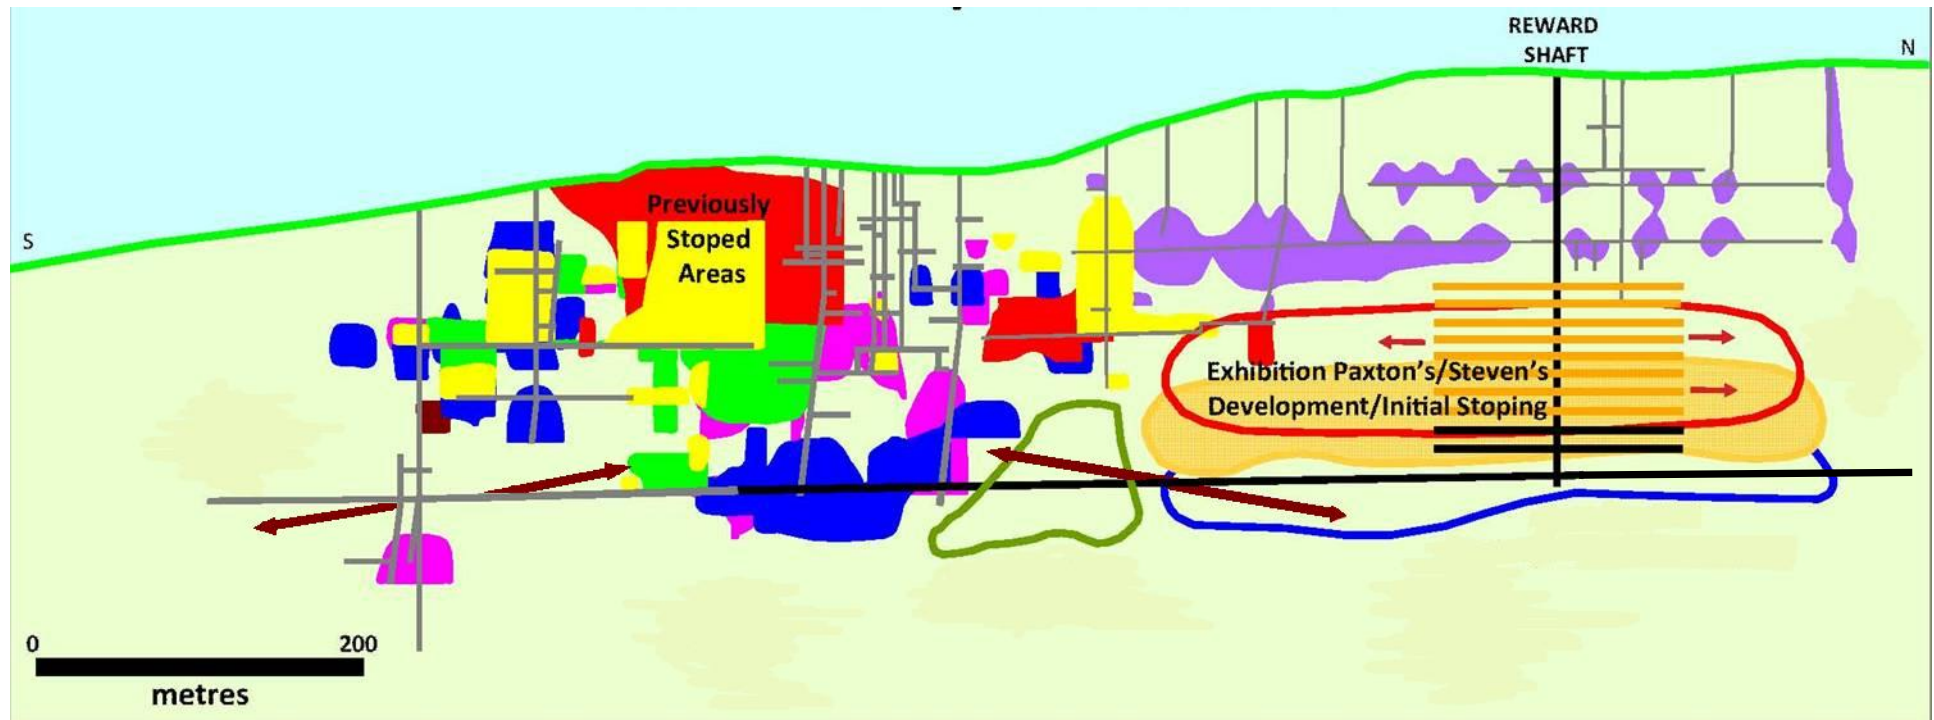 REWARD
SHAFT
N
S
Previously
Stoped
Areas
Exhibition Paxton's/Steven's
Development/Initial Stoping
0 200
metres